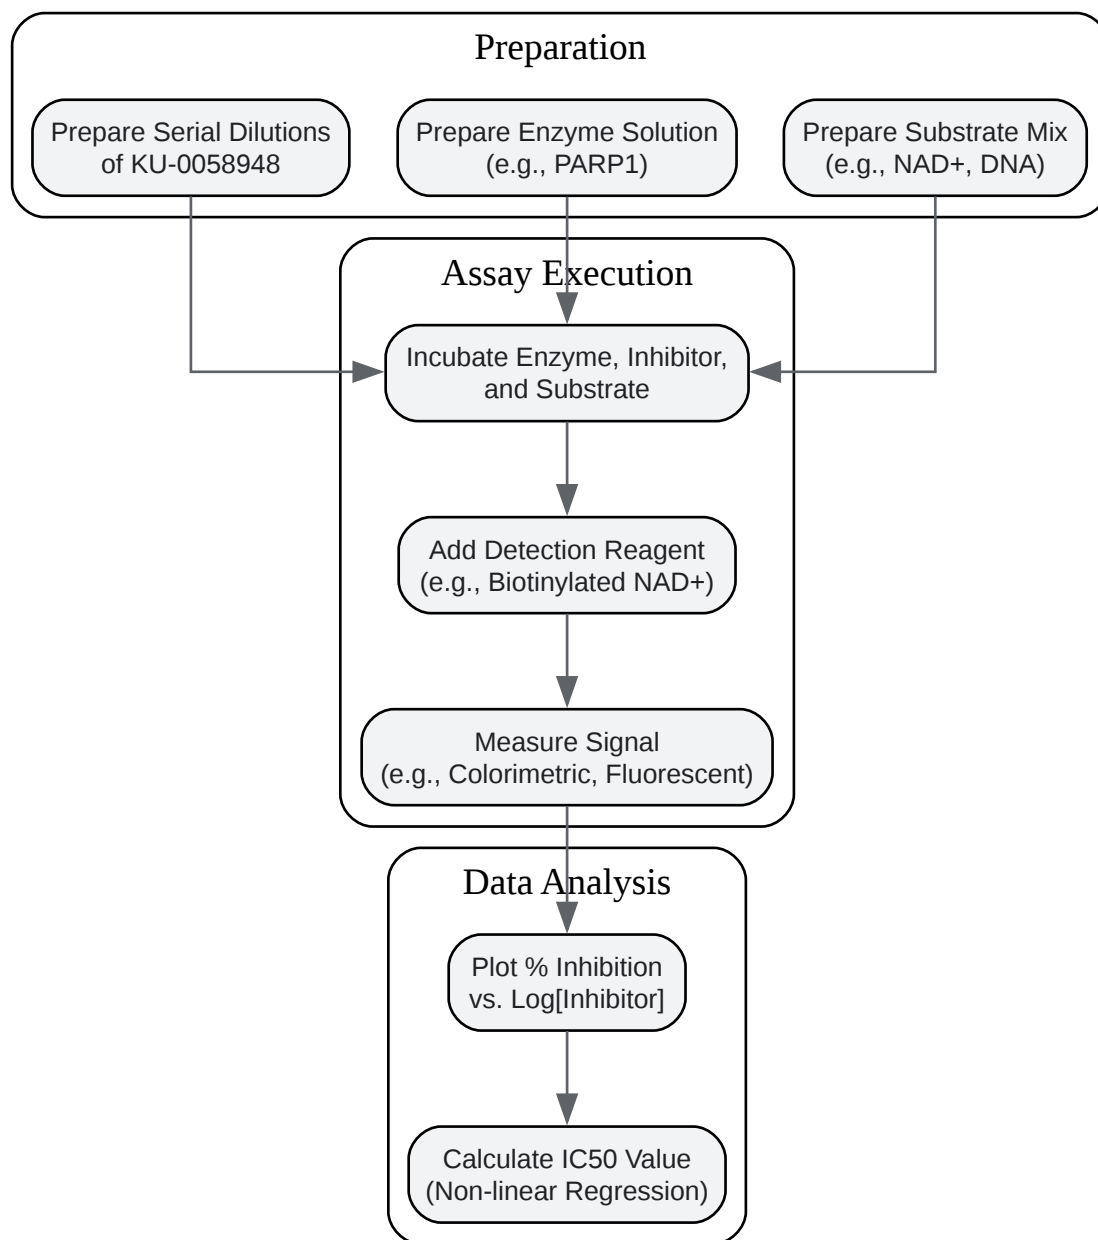 Preparation
Prepare Serial Dilutions
of KU-0058948
Prepare Enzyme Solution
(e.g., PARP1)
Prepare Substrate Mix
(e.g., NAD+, DNA)
Assay Execution
Incubate Enzyme, Inhibitor,
and Substrate
Add Detection Reagent
(e.g., Biotinylated NAD+)
Measure Signal
(e.g., Colorimetric, Fluorescent)
Data Analysis
Plot % Inhibition
vs. Log[Inhibitor]
Calculate IC50 Value
(Non-linear Regression)